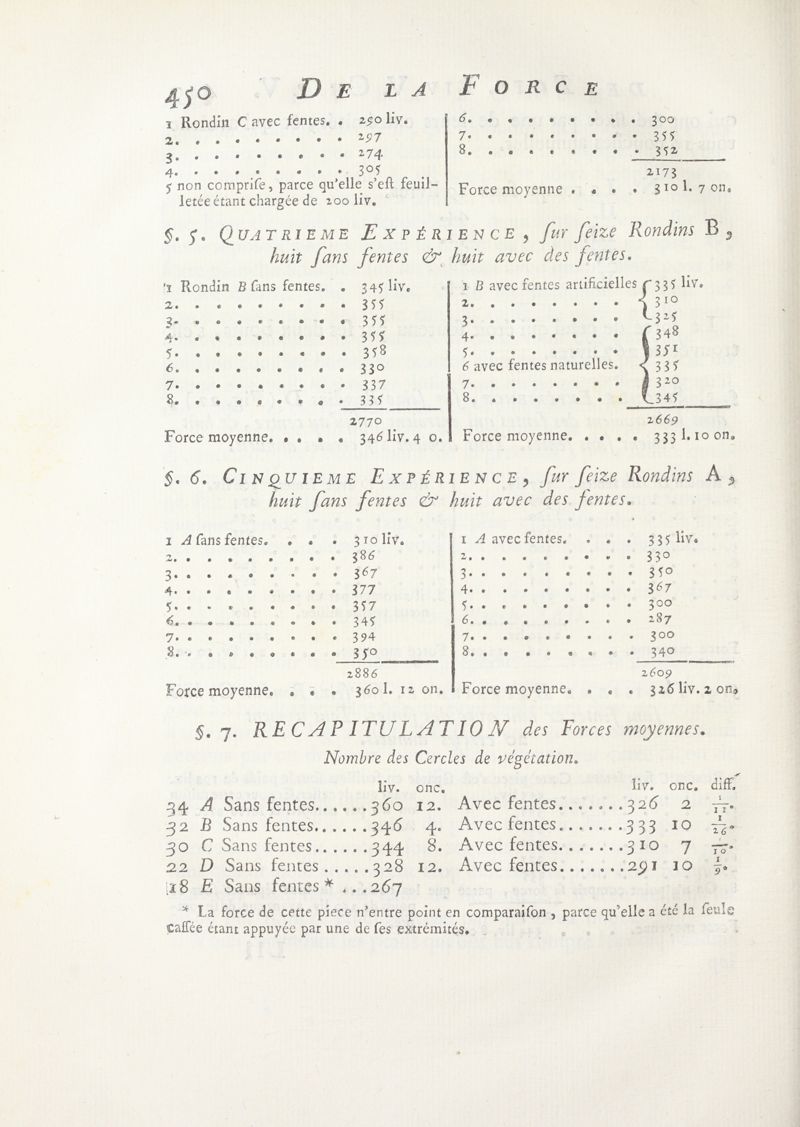 450 DE LA FORCE
1 Rondin C avec fentes. . 290 liv.
2. . . . . . . . . 297
3. . . . . . . . . 274
4. . . . . . . . . 305
5 non comprise, parce qu'elle s'est feuil-
letée étant chargée de 200 liv.
6. . . . . . . . . 300
7. . . . . . . . . 355
8. . . . . . . . . 352
2173
Force moyenne . . . . 310 l. 7 on.
§. 5. QUATRIEME EXPÉRIENCE, sur seize Rondins B,
huit sans fentes & huit avec des fentes.
1 Rondin B sans fentes. . 345 liv.
2. . . . . . . . . 355
3. . . . . . . . . 355
4. . . . . . . . . 355
5. . . . . . . . . 358
6. . . . . . . . . 330
7. . . . . . . . . 337
8. . . . . . . . . 335
2770
Force moyenne. . . . . 346 liv. 4 o.
1 B avec fentes artificielles 335 liv.
2. . . . . . . . 310
3. . . . . . . . 325
4. . . . . . . . 348
5. . . . . . . . 351
6 avec fentes naturelles. 335
7. . . . . . . . 320
8. . . . . . . . 345
2669
Force moyenne. . . . . 333 l. 10 on.
§. 6. CINQUIEME EXPÉRIENCE, sur seize Rondins A,
huit sans fentes & huit avec des fentes.
1 A sans fentes. . . . 310 liv.
2. . . . . . . . . 386
3. . . . . . . . . 367
4. . . . . . . . . 377
5. . . . . . . . . 357
6. . . . . . . . . 345
7. . . . . . . . . 394
8. . . . . . . . . 350
2886
Force moyenne. . . . 360 l. 12 on.
1 A avec fentes. . . . 335 liv.
2. . . . . . . . . 330
3. . . . . . . . . 350
4. . . . . . . . . 367
5. . . . . . . . . 300
6. . . . . . . . . 287
7. . . . . . . . . 300
8. . . . . . . . . 340
2609
Force moyenne. . . . 326 liv. 2 on.
§. 7. RECAPITULATION des Forces moyennes.
Nombre des Cercles de végétation.
liv. onc. liv. onc. diff.
34 A Sans fentes......360 12. Avec fentes.......326 2 1/11.
32 B Sans fentes......346 4. Avec fentes.......333 10 1/26.
30 C Sans fentes......344 8. Avec fentes.......310 7 1/10.
22 D Sans fentes .....328 12. Avec fentes.......291 10 1/9.
18 E Sans fentes * ...267
* La force de cette piece n'entre point en comparaison, parce qu'elle a été la seule
cassée étant appuyée par une de ses extrémités.